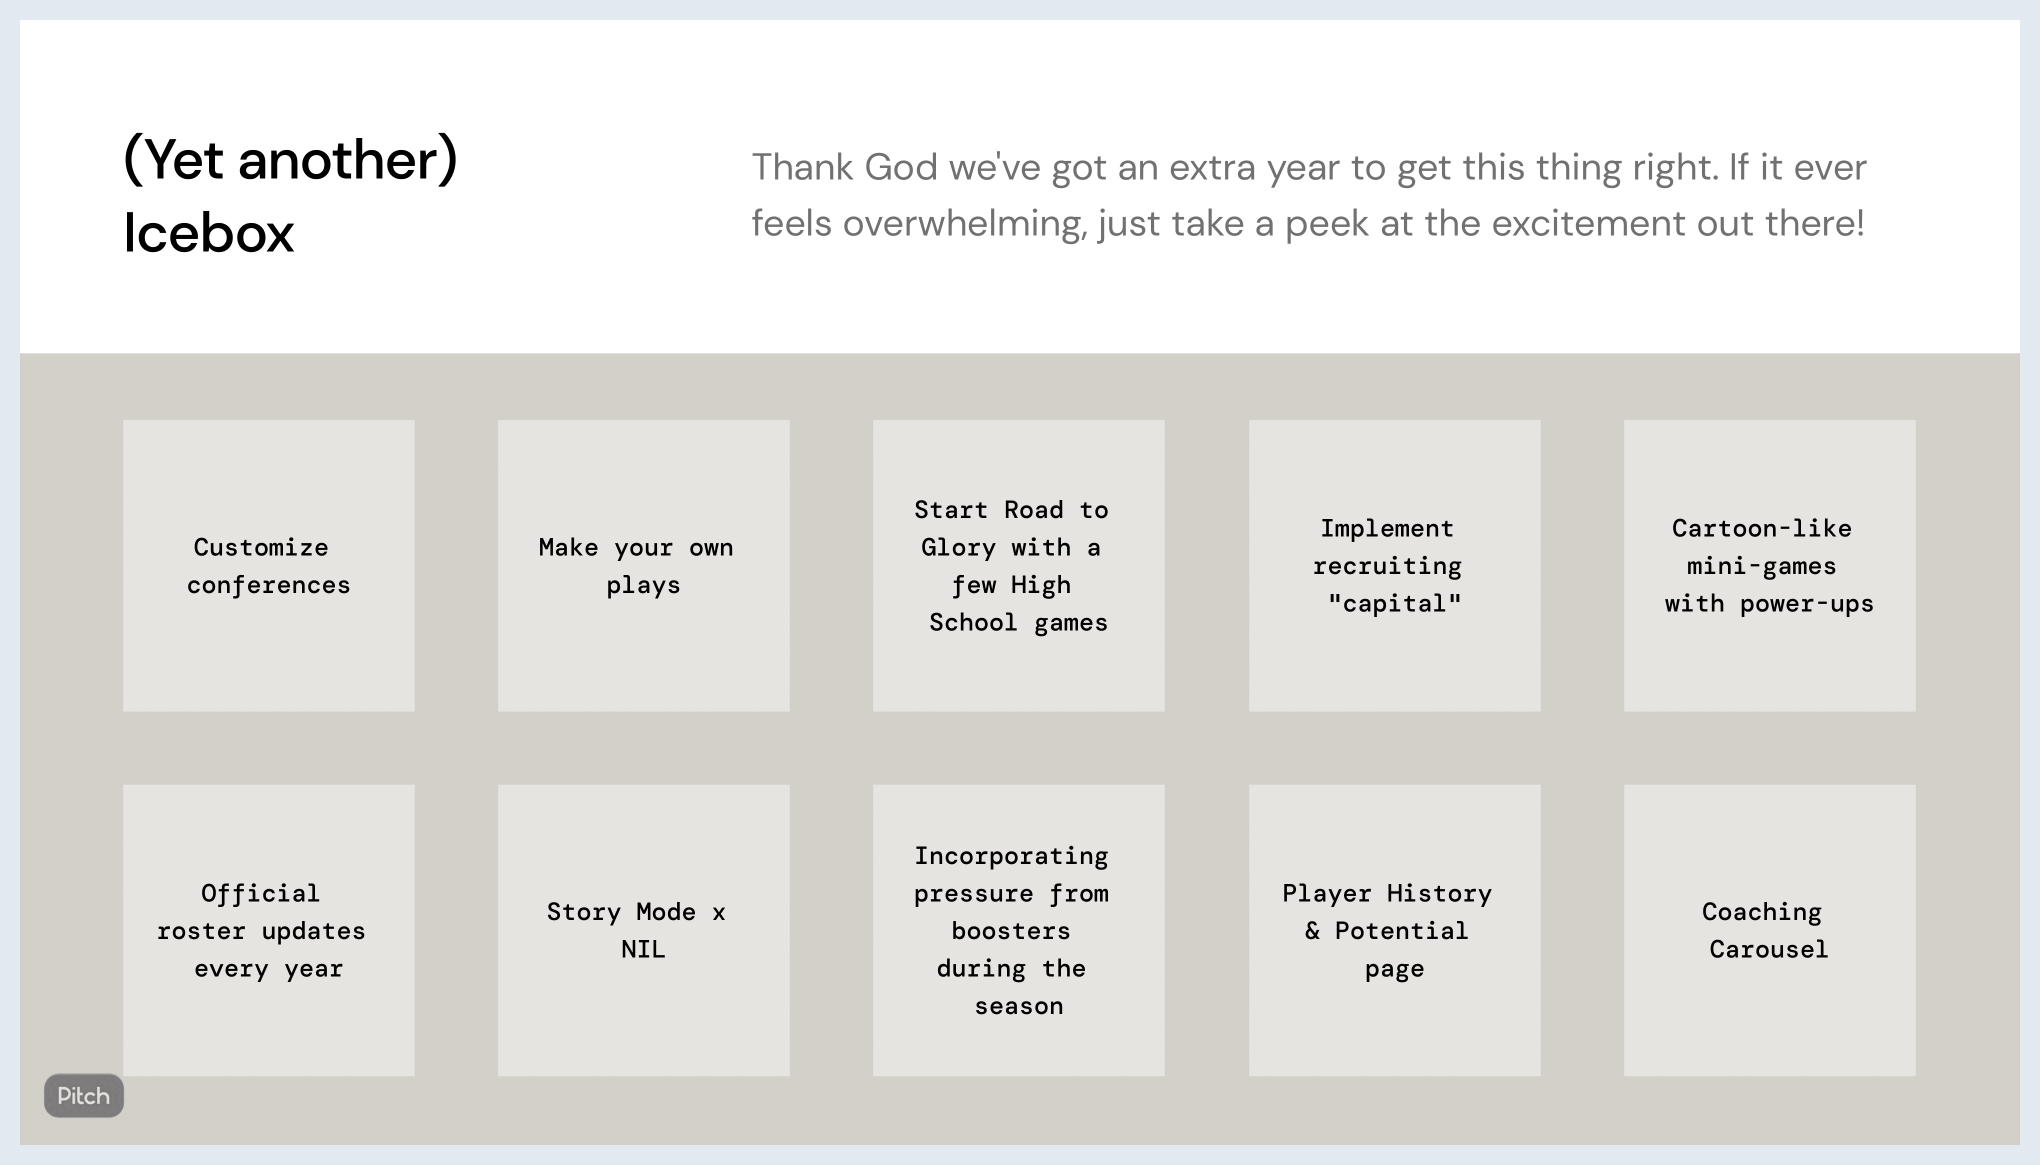 (Yet another)
Icebox
Thank God we've got an extra year to get this thing right. If it ever
feels overwhelming, just take a peek at the excitement out there!
Customize
conferences
Make your own
plays
Start Road to
Glory with a
few High
School games
Implement
recruiting
"capital"
Cartoon-like
mini-games
with power-ups
Official
roster updates
every year
Story Mode x
NIL
Incorporating
pressure from
boosters
during the
season
Player History
& Potential
page
Coaching
Carousel
Pitch